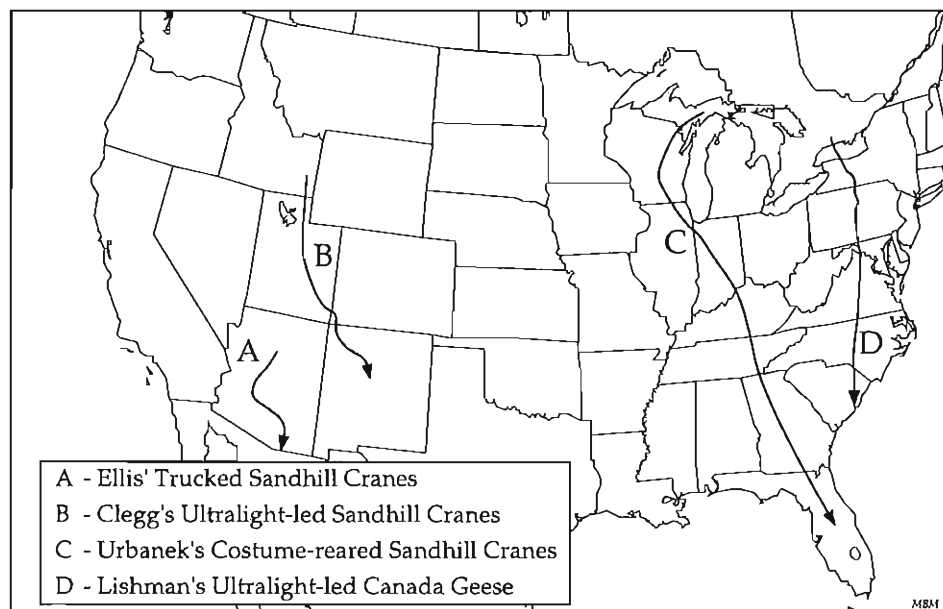 B
C
A
D
A - Ellis' Trucked Sandhill Cranes
B - Clegg's Ultralight-led Sandhill Cranes
C - Urbanek's Costume-reared Sandhill Cranes
D - Lishman's Ultralight-led Canada Geese
MBM